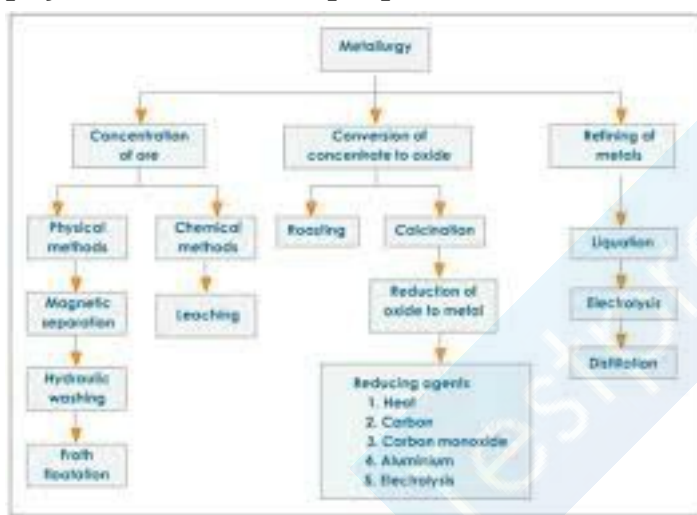 Metallurgy
Concentration
of ore
Conversion of
concentrate to oxide
Refining of
metals
Physical
methods
Chemical
methods
Roasting
Calcination
Liquation
Magnetic
separation
Leaching
Reduction of
oxide to metal
Electrolysis
Hydraulic
washing
Distillation
Froth
floatation
Reducing agents
1. Heat
2. Carbon
3. Carbon monoxide
4. Aluminium
5. Electrolysis